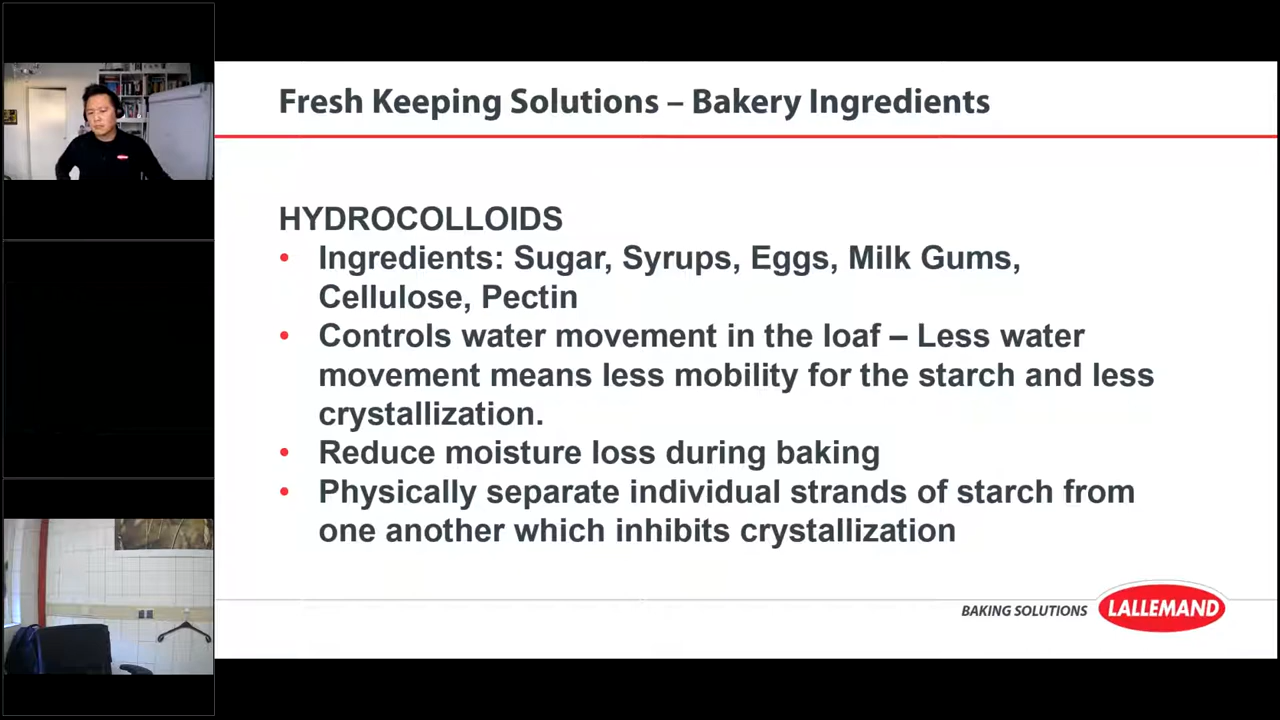 Fresh Keeping Solutions – Bakery Ingredients
HYDROCOLLOIDS
• Ingredients: Sugar, Syrups, Eggs, Milk Gums,
Cellulose, Pectin
• Controls water movement in the loaf – Less water
movement means less mobility for the starch and less
crystallization.
• Reduce moisture loss during baking
• Physically separate individual strands of starch from
one another which inhibits crystallization
BAKING SOLUTIONS
LALLEMAND